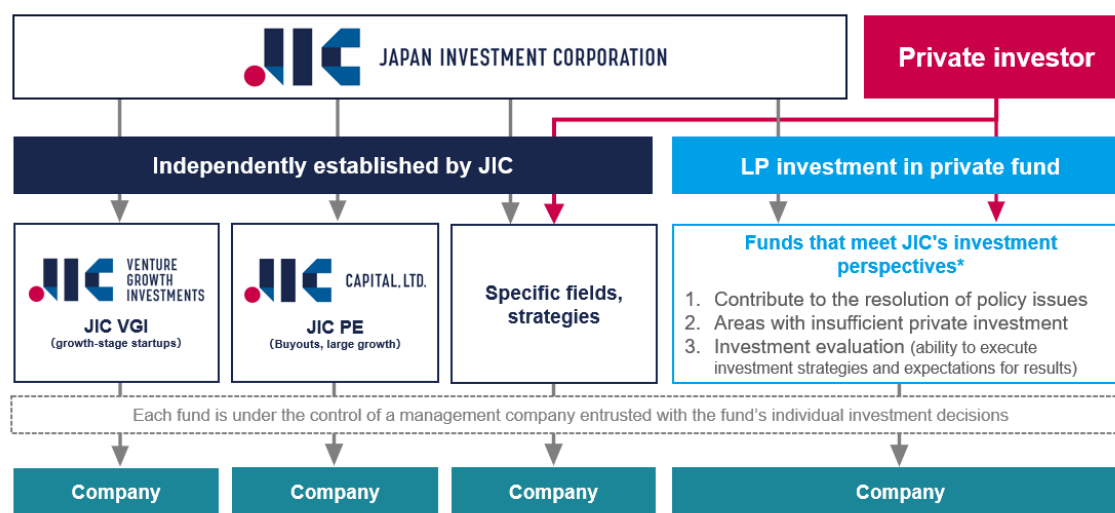 JIC JAPAN INVESTMENT CORPORATION
Private investor
Independently established by JIC
LP investment in private fund
JIC VENTURE
GROWTH
INVESTMENTS
JIC VGI
(growth-stage startups)
JIC CAPITAL, LTD.
JIC PE
(Buyouts, large growth)
Specific fields,
strategies
Funds that meet JIC's investment
perspectives*
1. Contribute to the resolution of policy issues
2. Areas with insufficient private investment
3. Investment evaluation (ability to execute
investment strategies and expectations for results)
Each fund is under the control of a management company entrusted with the fund's individual investment decisions
Company
Company
Company
Company